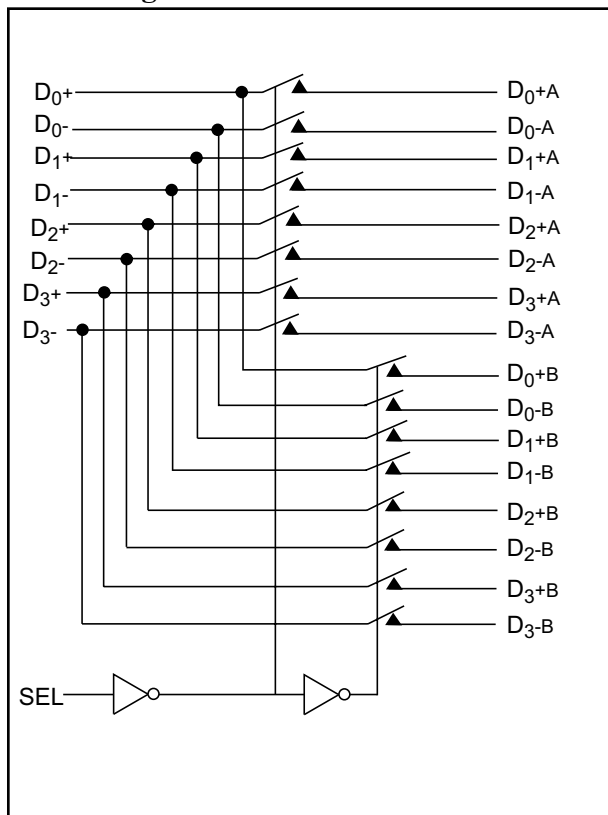 D0+
D0-
D1+
D1-
D2+
D2-
D3+
D3-
D0+A
D0-A
D1+A
D1-A
D2+A
D2-A
D3+A
D3-A
D0+B
D0-B
D1+B
D1-B
D2+B
D2-B
D3+B
D3-B
SEL